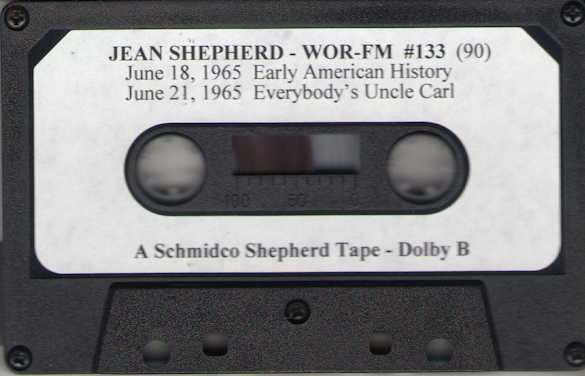 JEAN SHEPHERD - WOR-FM #133 (90)
June 18, 1965 Early American History
June 21, 1965 Everybody's Uncle Carl
100 50 0
A Schmidco Shepherd Tape - Dolby B